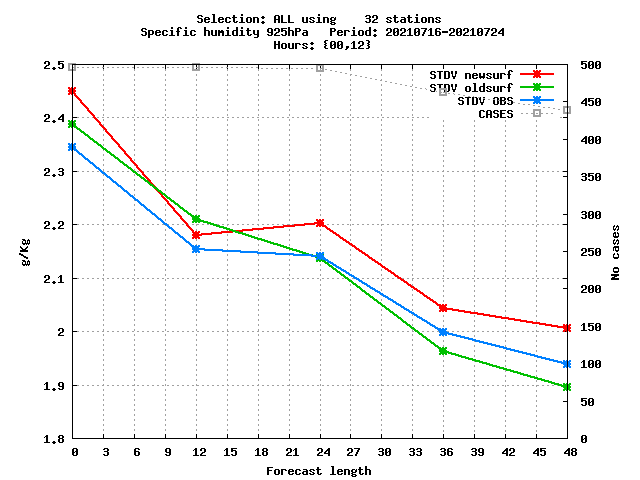 Selection: ALL using    32 stations
Specific humidity 925hPa   Period: 20210716-20210724
Hours: {00,12}
STDV newsurf
STDV oldsurf
STDV OBS
CASES
2.5
2.4
2.3
2.2
2.1
2
1.9
1.8
g/Kg
500
450
400
350
300
250
200
150
100
50
0
No cases
0 3 6 9 12 15 18 21 24 27 30 33 36 39 42 45 48
Forecast length